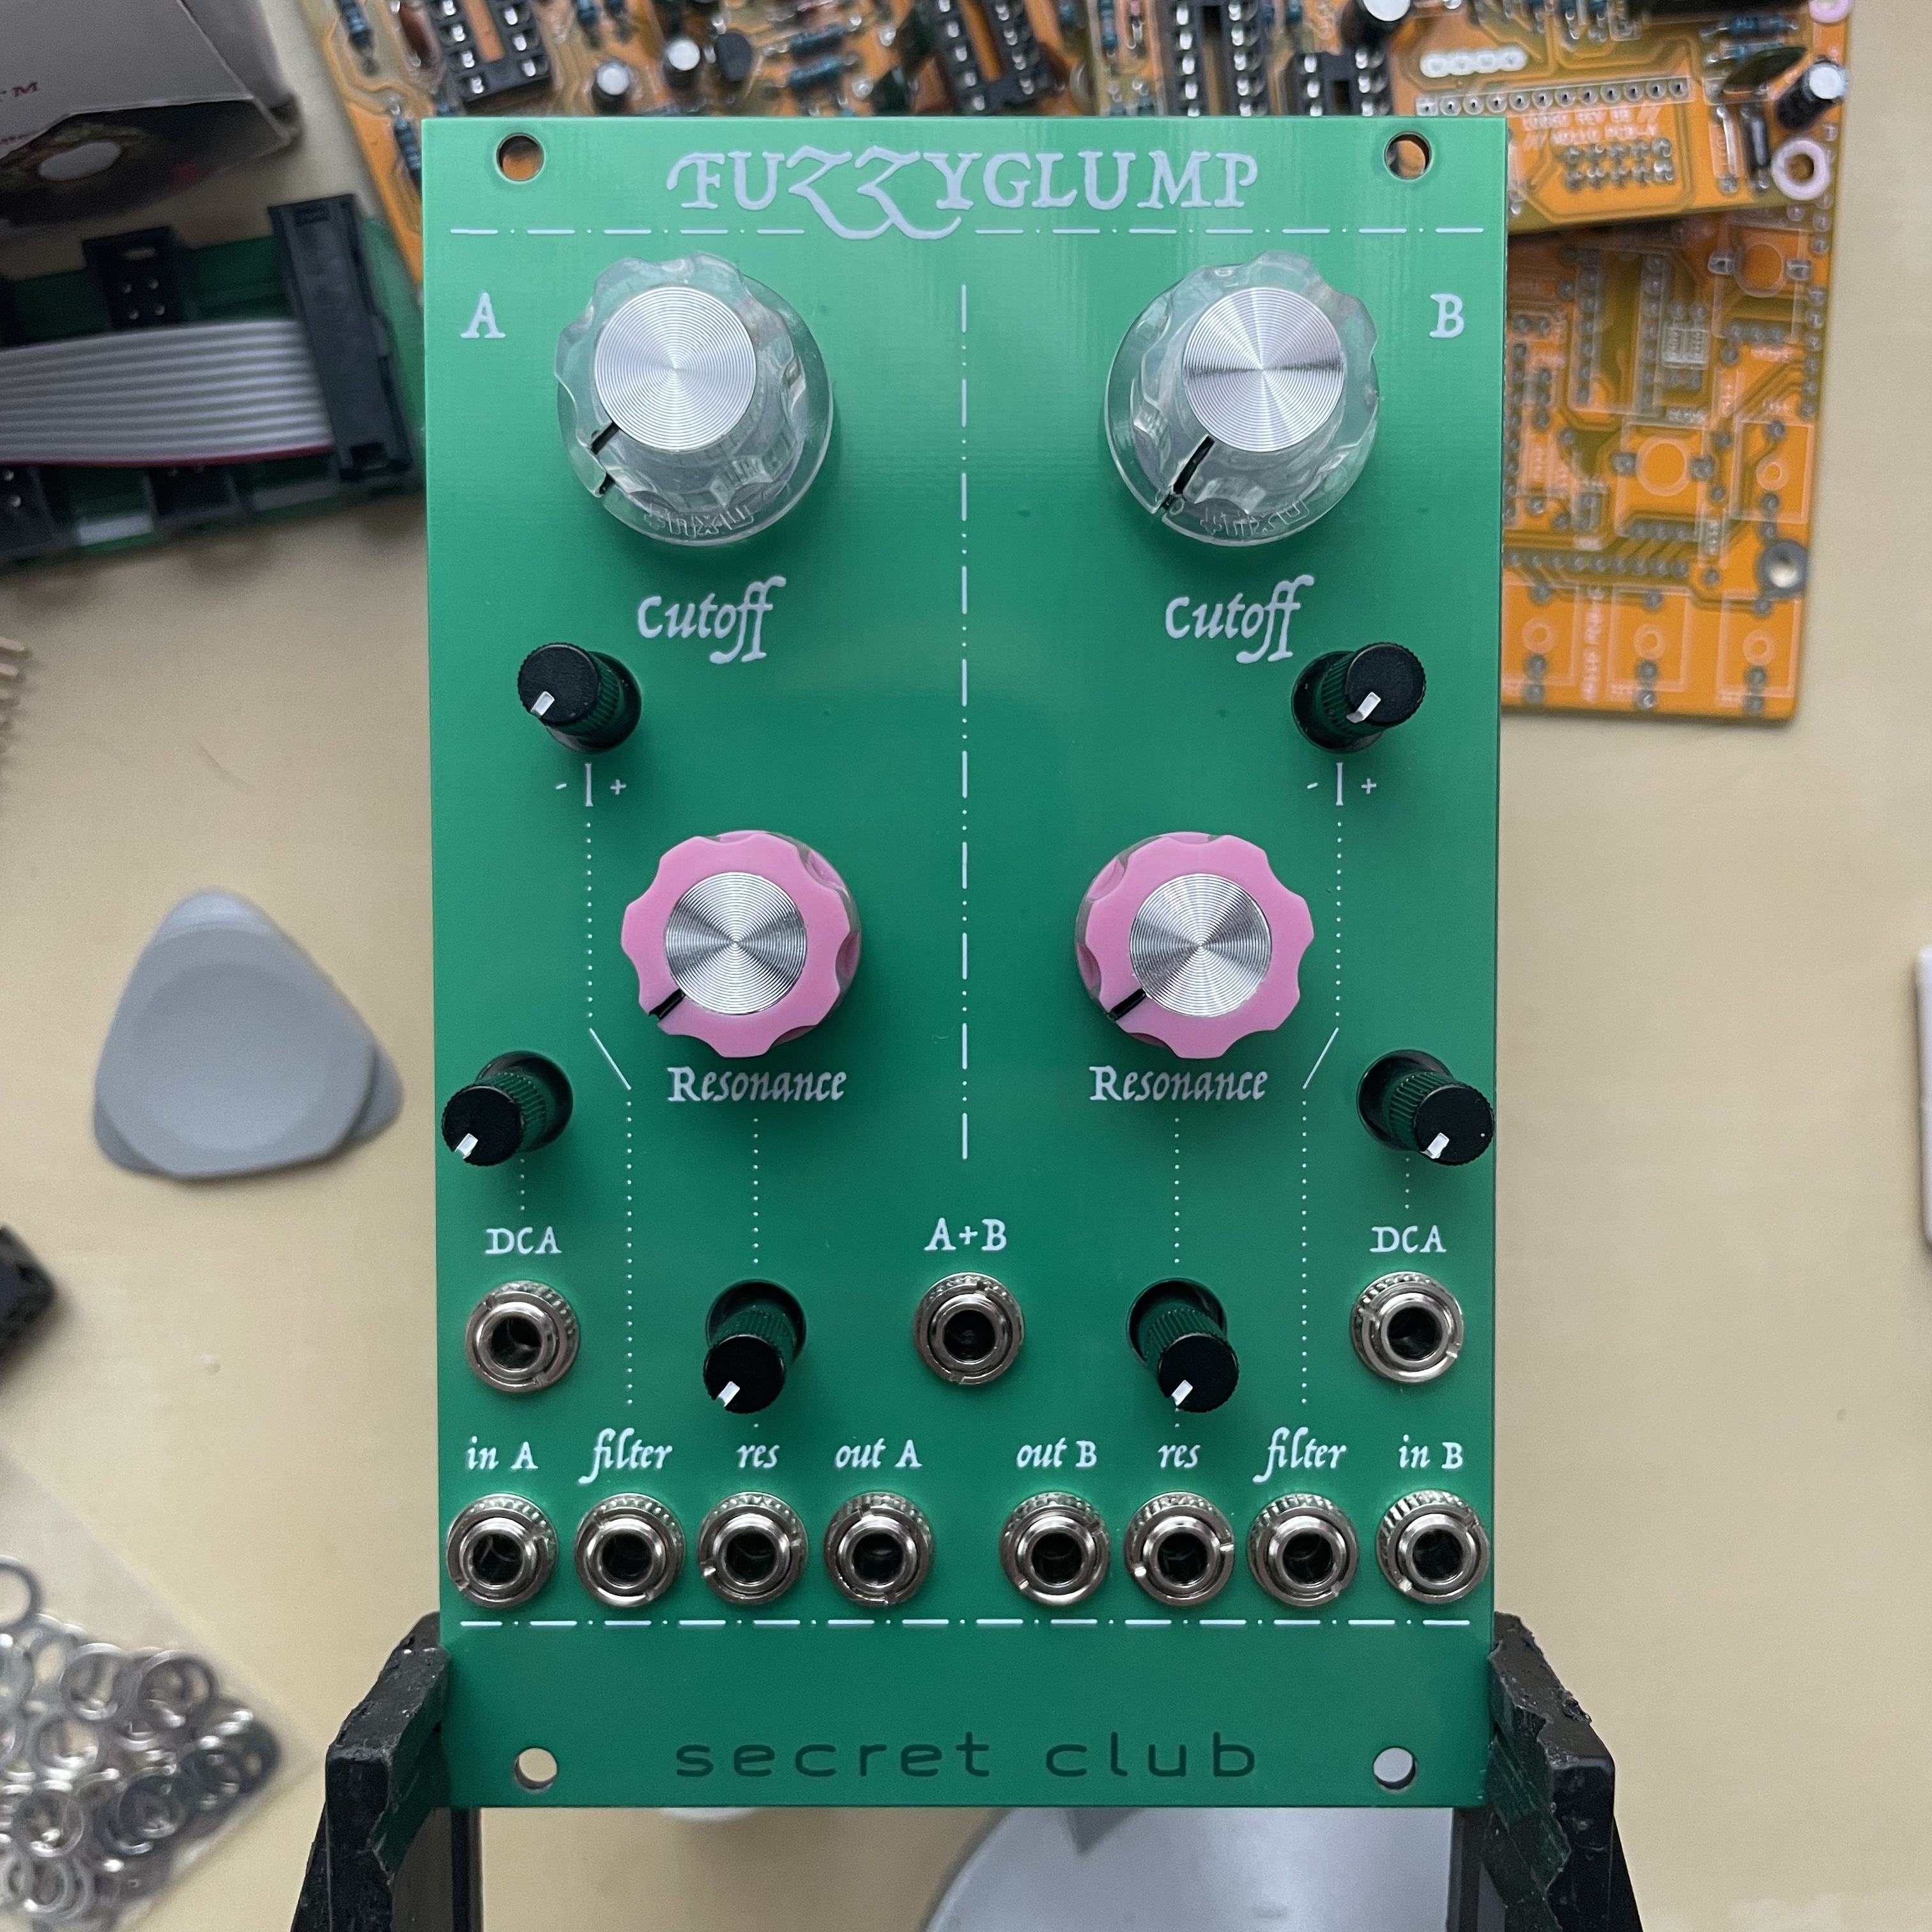 FUZZYGLUMP
A
B
Cutoff
Cutoff
- +
- +
Resonance
Resonance
DCA
A+B
DCA
in A
filter
res
out A
out B
res
filter
in B
secret club